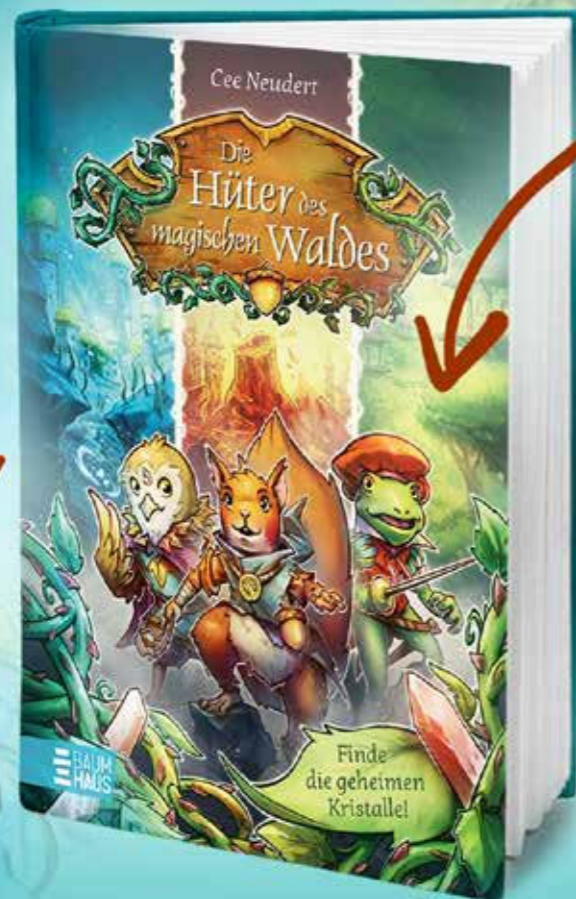 Cee Neudert
Die
Hüter des
magischen Waldes
Finde
die geheimen
Kristalle!
BAUM
HAUS